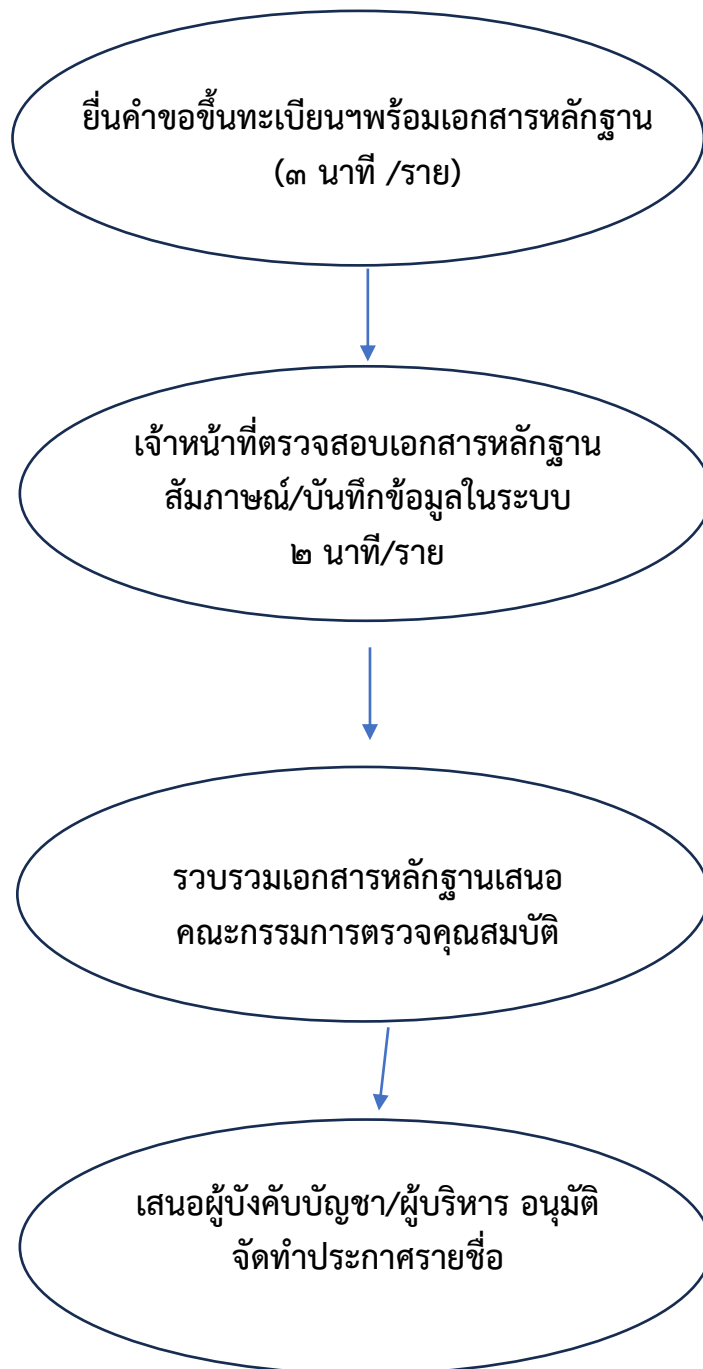 ยื่นคำขอขึ้นทะเบียนฯพร้อมเอกสารหลักฐาน
(๓ นาที /ราย)
เจ้าหน้าที่ตรวจสอบเอกสารหลักฐาน
สัมภาษณ์/บันทึกข้อมูลในระบบ
๒ นาที/ราย
รวบรวมเอกสารหลักฐานเสนอ
คณะกรรมการตรวจคุณสมบัติ
เสนอผู้บังคับบัญชา/ผู้บริหาร อนุมัติ
จัดทำประกาศรายชื่อ